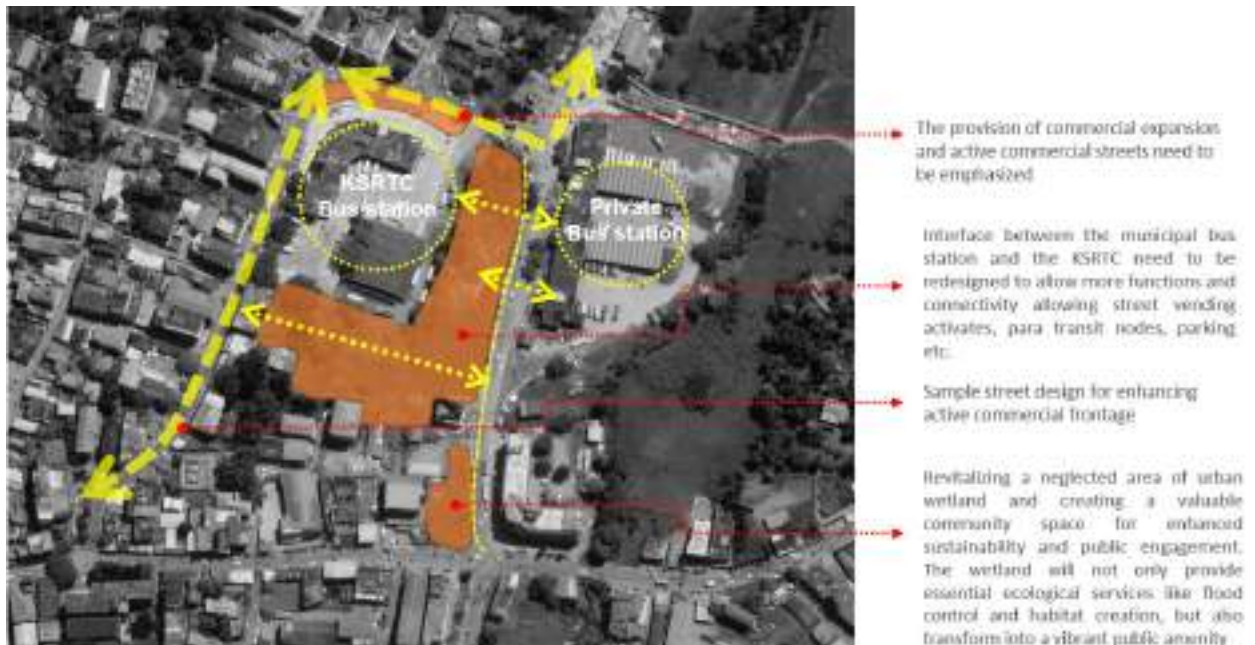 KSRTC
Bus station
Private
Bus station
The provision of commercial expansion
and active commercial streets need to
be emphasized
Interface between the municipal bus
station and the KSRTC need to be
redesigned to allow more functions and
connectivity allowing street vending
activates, para transit nodes, parking
etc.
Sample street design for enhancing
active commercial frontage
Revitalizing a neglected area of urban
wetland and creating a valuable
community space for enhanced
sustainability and public engagement.
The wetland will not only provide
essential ecological services like flood
control and habitat creation, but also
transform into a vibrant public amenity